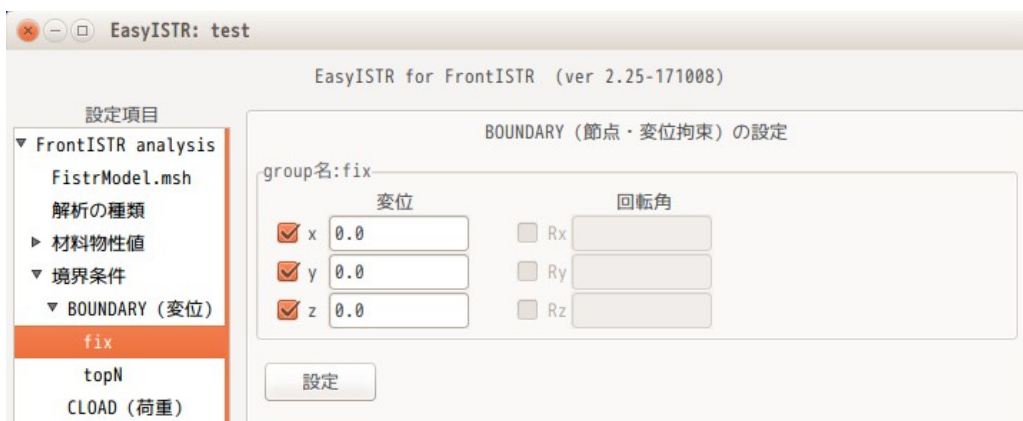 EasyISTR: test
EasyISTR for FrontISTR (ver 2.25-171008)
設定項目
FrontISTR analysis
FistrModel.msh
解析の種類
材料物性値
境界条件
BOUNDARY (変位)
fix
topN
CLOAD (荷重)
BOUNDARY (節点・変位拘束) の設定
group名:fix
変位 回転角
x 0.0 Rx
y 0.0 Ry
z 0.0 Rz
設定